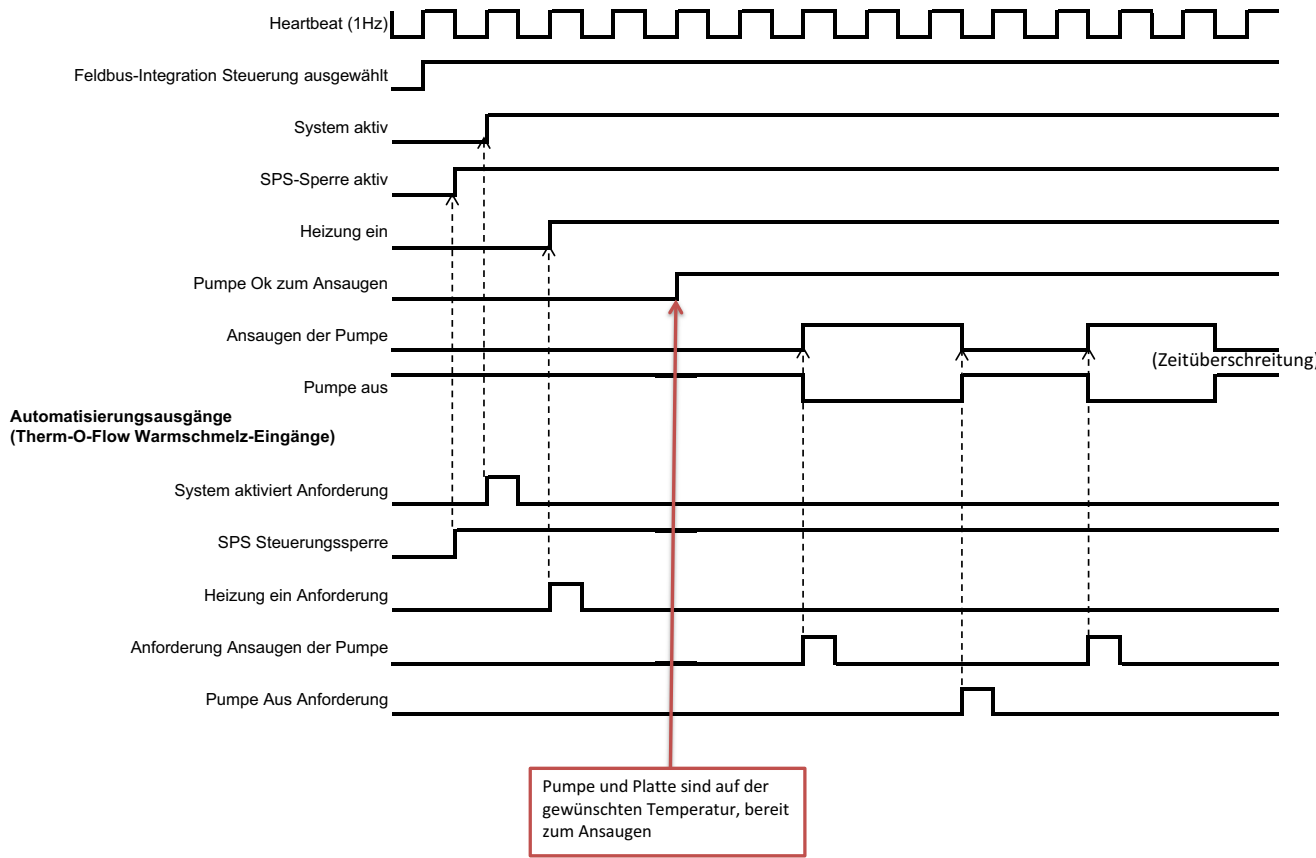 Heartbeat (1Hz)
Feldbus-Integration Steuerung ausgewählt
System aktiv
SPS-Sperre aktiv
Heizung ein
Pumpe Ok zum Ansaugen
Ansaugen der Pumpe
(Zeitüberschreitung)
Pumpe aus
Automatisierungsausgänge
(Therm-O-Flow Warmschmelz-Eingänge)
System aktiviert Anforderung
SPS Steuerungssperre
Heizung ein Anforderung
Anforderung Ansaugen der Pumpe
Pumpe Aus Anforderung
Pumpe und Platte sind auf der
gewünschten Temperatur, bereit
zum Ansaugen